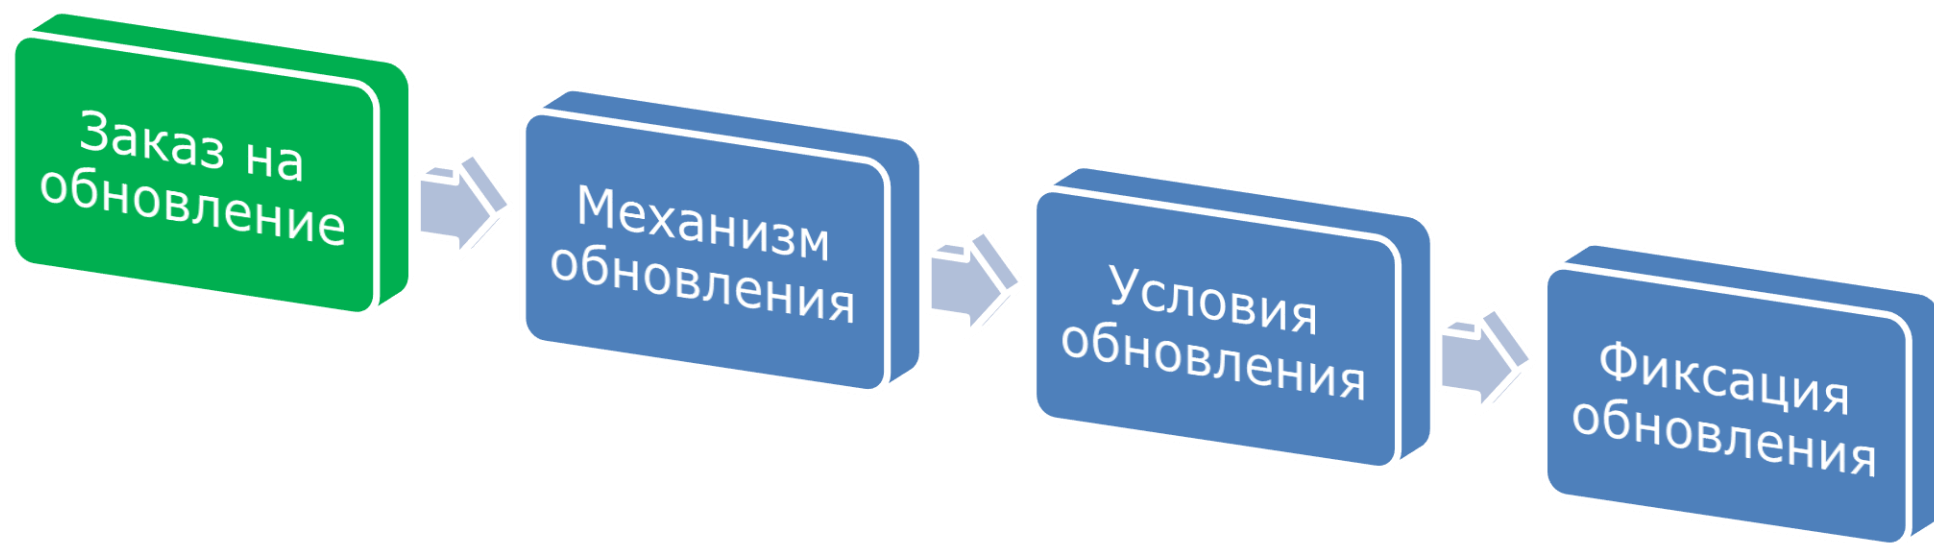 Заказ на
обновление
Механизм
обновления
Условия
обновления
Фиксация
обновления